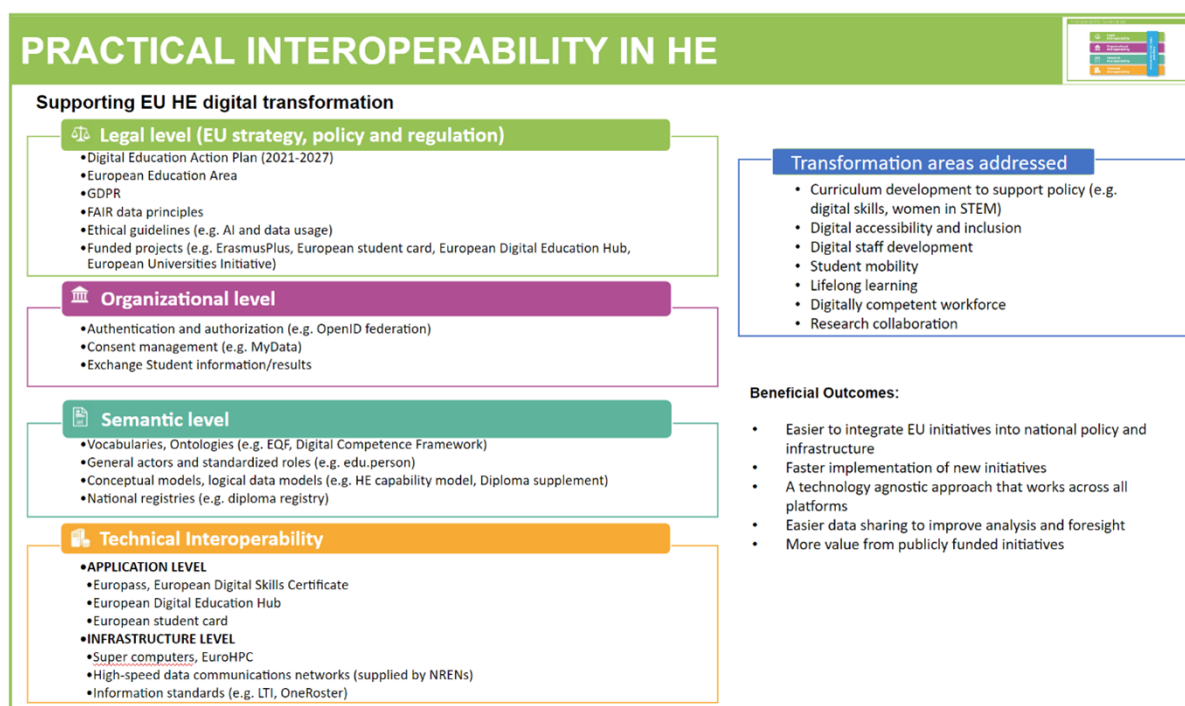 PRACTICAL INTEROPERABILITY IN HE
Supporting EU HE digital transformation
Legal level (EU strategy, policy and regulation)
•Digital Education Action Plan (2021-2027)
•European Education Area
•GDPR
•FAIR data principles
•Ethical guidelines (e.g. AI and data usage)
•Funded projects (e.g. ErasmusPlus, European student card, European Digital Education Hub,
European Universities Initiative)
Organizational level
•Authentication and authorization (e.g. OpenID federation)
•Consent management (e.g. MyData)
•Exchange Student information/results
Semantic level
•Vocabularies, Ontologies (e.g. EQF, Digital Competence Framework)
•General actors and standardized roles (e.g. edu.person)
•Conceptual models, logical data models (e.g. HE capability model, Diploma supplement)
•National registries (e.g. diploma registry)
Technical Interoperability
•APPLICATION LEVEL
•Europass, European Digital Skills Certificate
•European Digital Education Hub
•European student card
•INFRASTRUCTURE LEVEL
•Super computers, EuroHPC
•High-speed data communications networks (supplied by NRENs)
•Information standards (e.g. LTI, OneRoster)
Transformation areas addressed
• Curriculum development to support policy (e.g.
digital skills, women in STEM)
• Digital accessibility and inclusion
• Digital staff development
• Student mobility
• Lifelong learning
• Digitally competent workforce
• Research collaboration
Beneficial Outcomes:
• Easier to integrate EU initiatives into national policy and
infrastructure
• Faster implementation of new initiatives
• A technology agnostic approach that works across all
platforms
• Easier data sharing to improve analysis and foresight
• More value from publicly funded initiatives